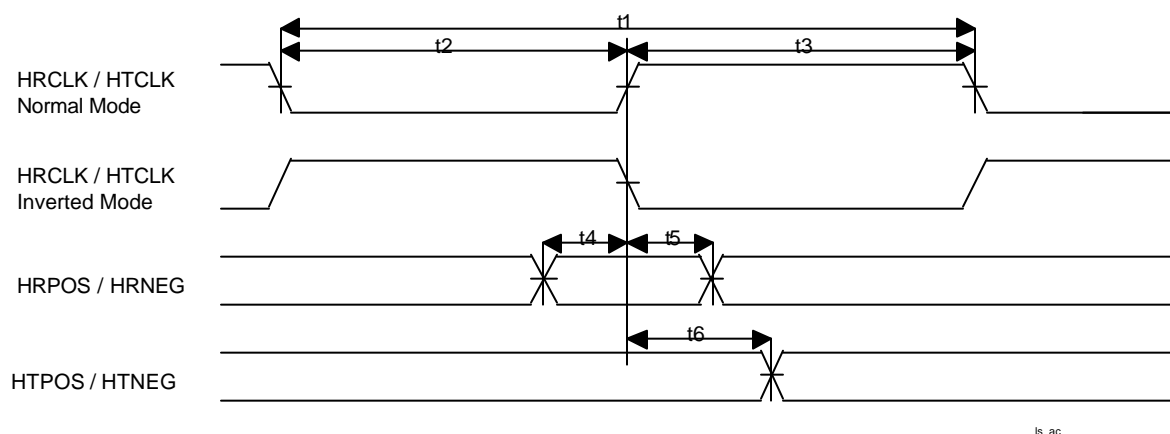 t1
t2
t3
HRCLK / HTCLK
Normal Mode
HRCLK / HTCLK
Inverted Mode
t4
t5
HRPOS / HRNEG
t6
HTPOS / HTNEG
ls_ac